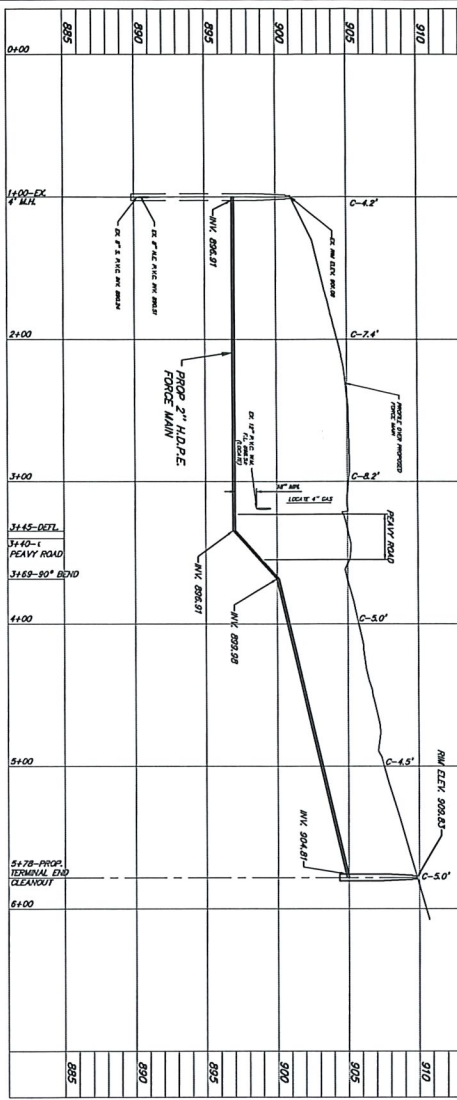 885
890
895
900
905
910
0+00
1+00-EX.
4' M.H.
C-4.2'
INV. 896.91
2+00
C-7.4'
PROFILE OVER PROPOSED
FORCE MAIN
PROP 2" H.D.P.E.
FORCE MAIN
3+00
C-8.2'
(LOCATE)
LOCATE 4" GAS
PEAVY ROAD
3+45-DEFL.
3+40-
PEAVY ROAD
3+69-90° BEND
INV. 896.91
INV. 899.98
4+00
C-5.0'
5+00
C-4.5'
RIM ELEV. 909.83
INV. 904.81
5+78-PROP.
TERMINAL END
CLEANOUT
C-5.0'
6+00
885
890
895
900
905
910